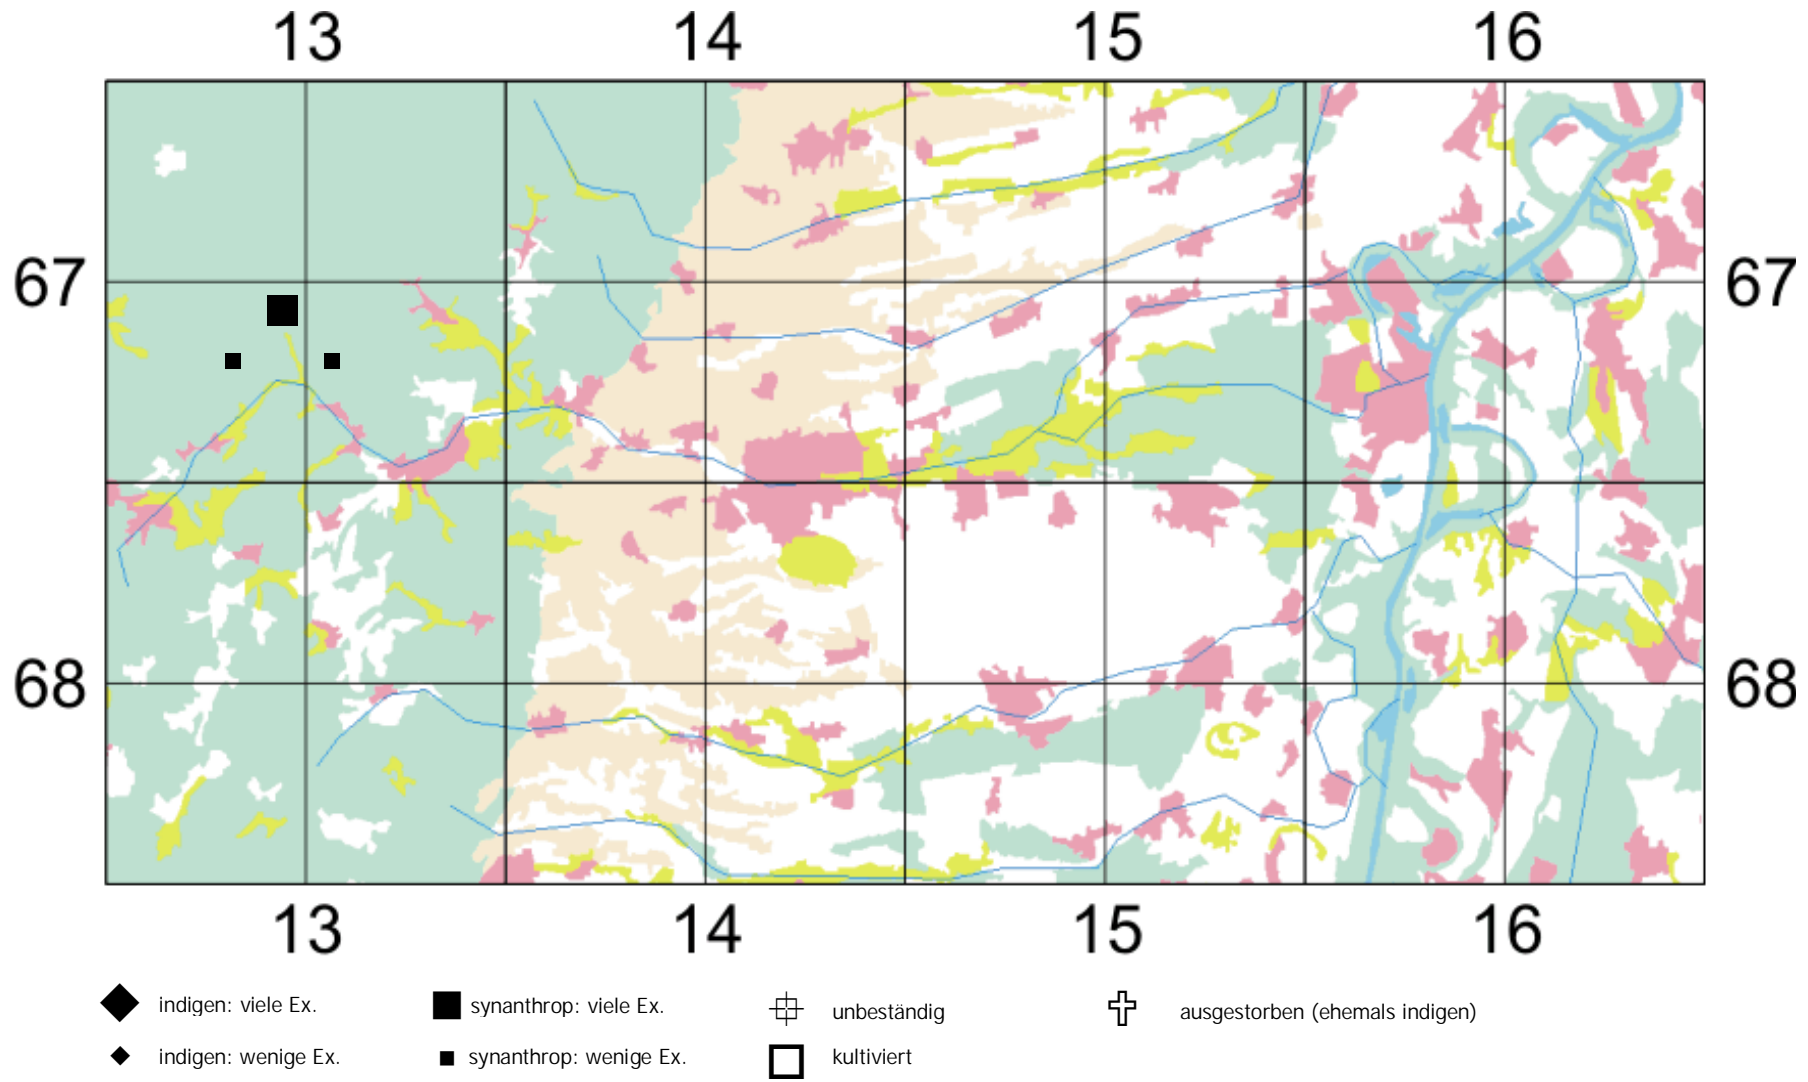 13 14 15 16
67 67
68 68
13 14 15 16
indigen: viele Ex. synanthrop: viele Ex. unbeständig ausgestorben (ehemals indigen)
indigen: wenige Ex. synanthrop: wenige Ex. kultiviert